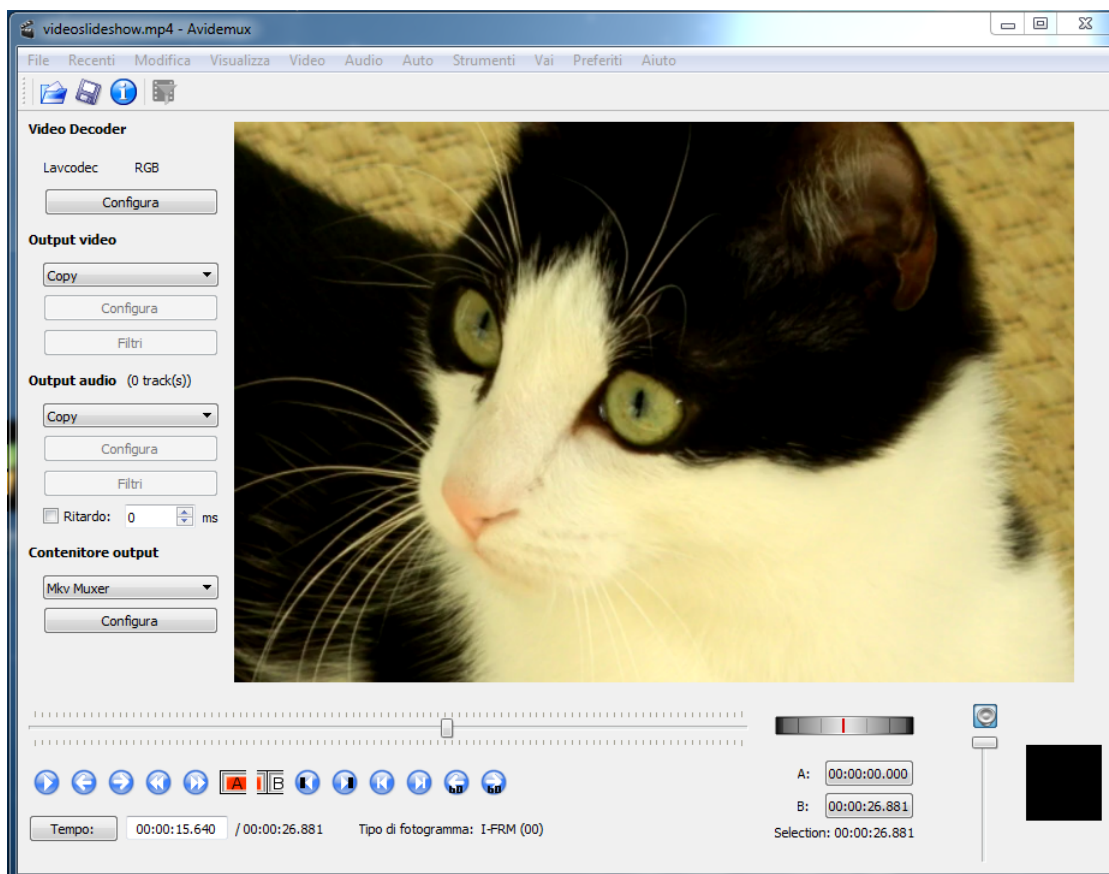 videoslideshow.mp4 - Avidemux
File Recenti Modifica Visualizza Video Audio Auto Strumenti Vai Preferiti Aiuto
Video Decoder
Lavcodec RGB
Configura
Output video
Copy
Configura
Filtri
Output audio (0 track(s))
Copy
Configura
Filtri
Ritardo: 0 ms
Contenitore output
Mkv Muxer
Configura
A B 60 60
A: 00:00:00.000
B: 00:00:26.881
Tempo: 00:00:15.640 / 00:00:26.881 Tipo di fotogramma: I-FRM (00)
Selection: 00:00:26.881